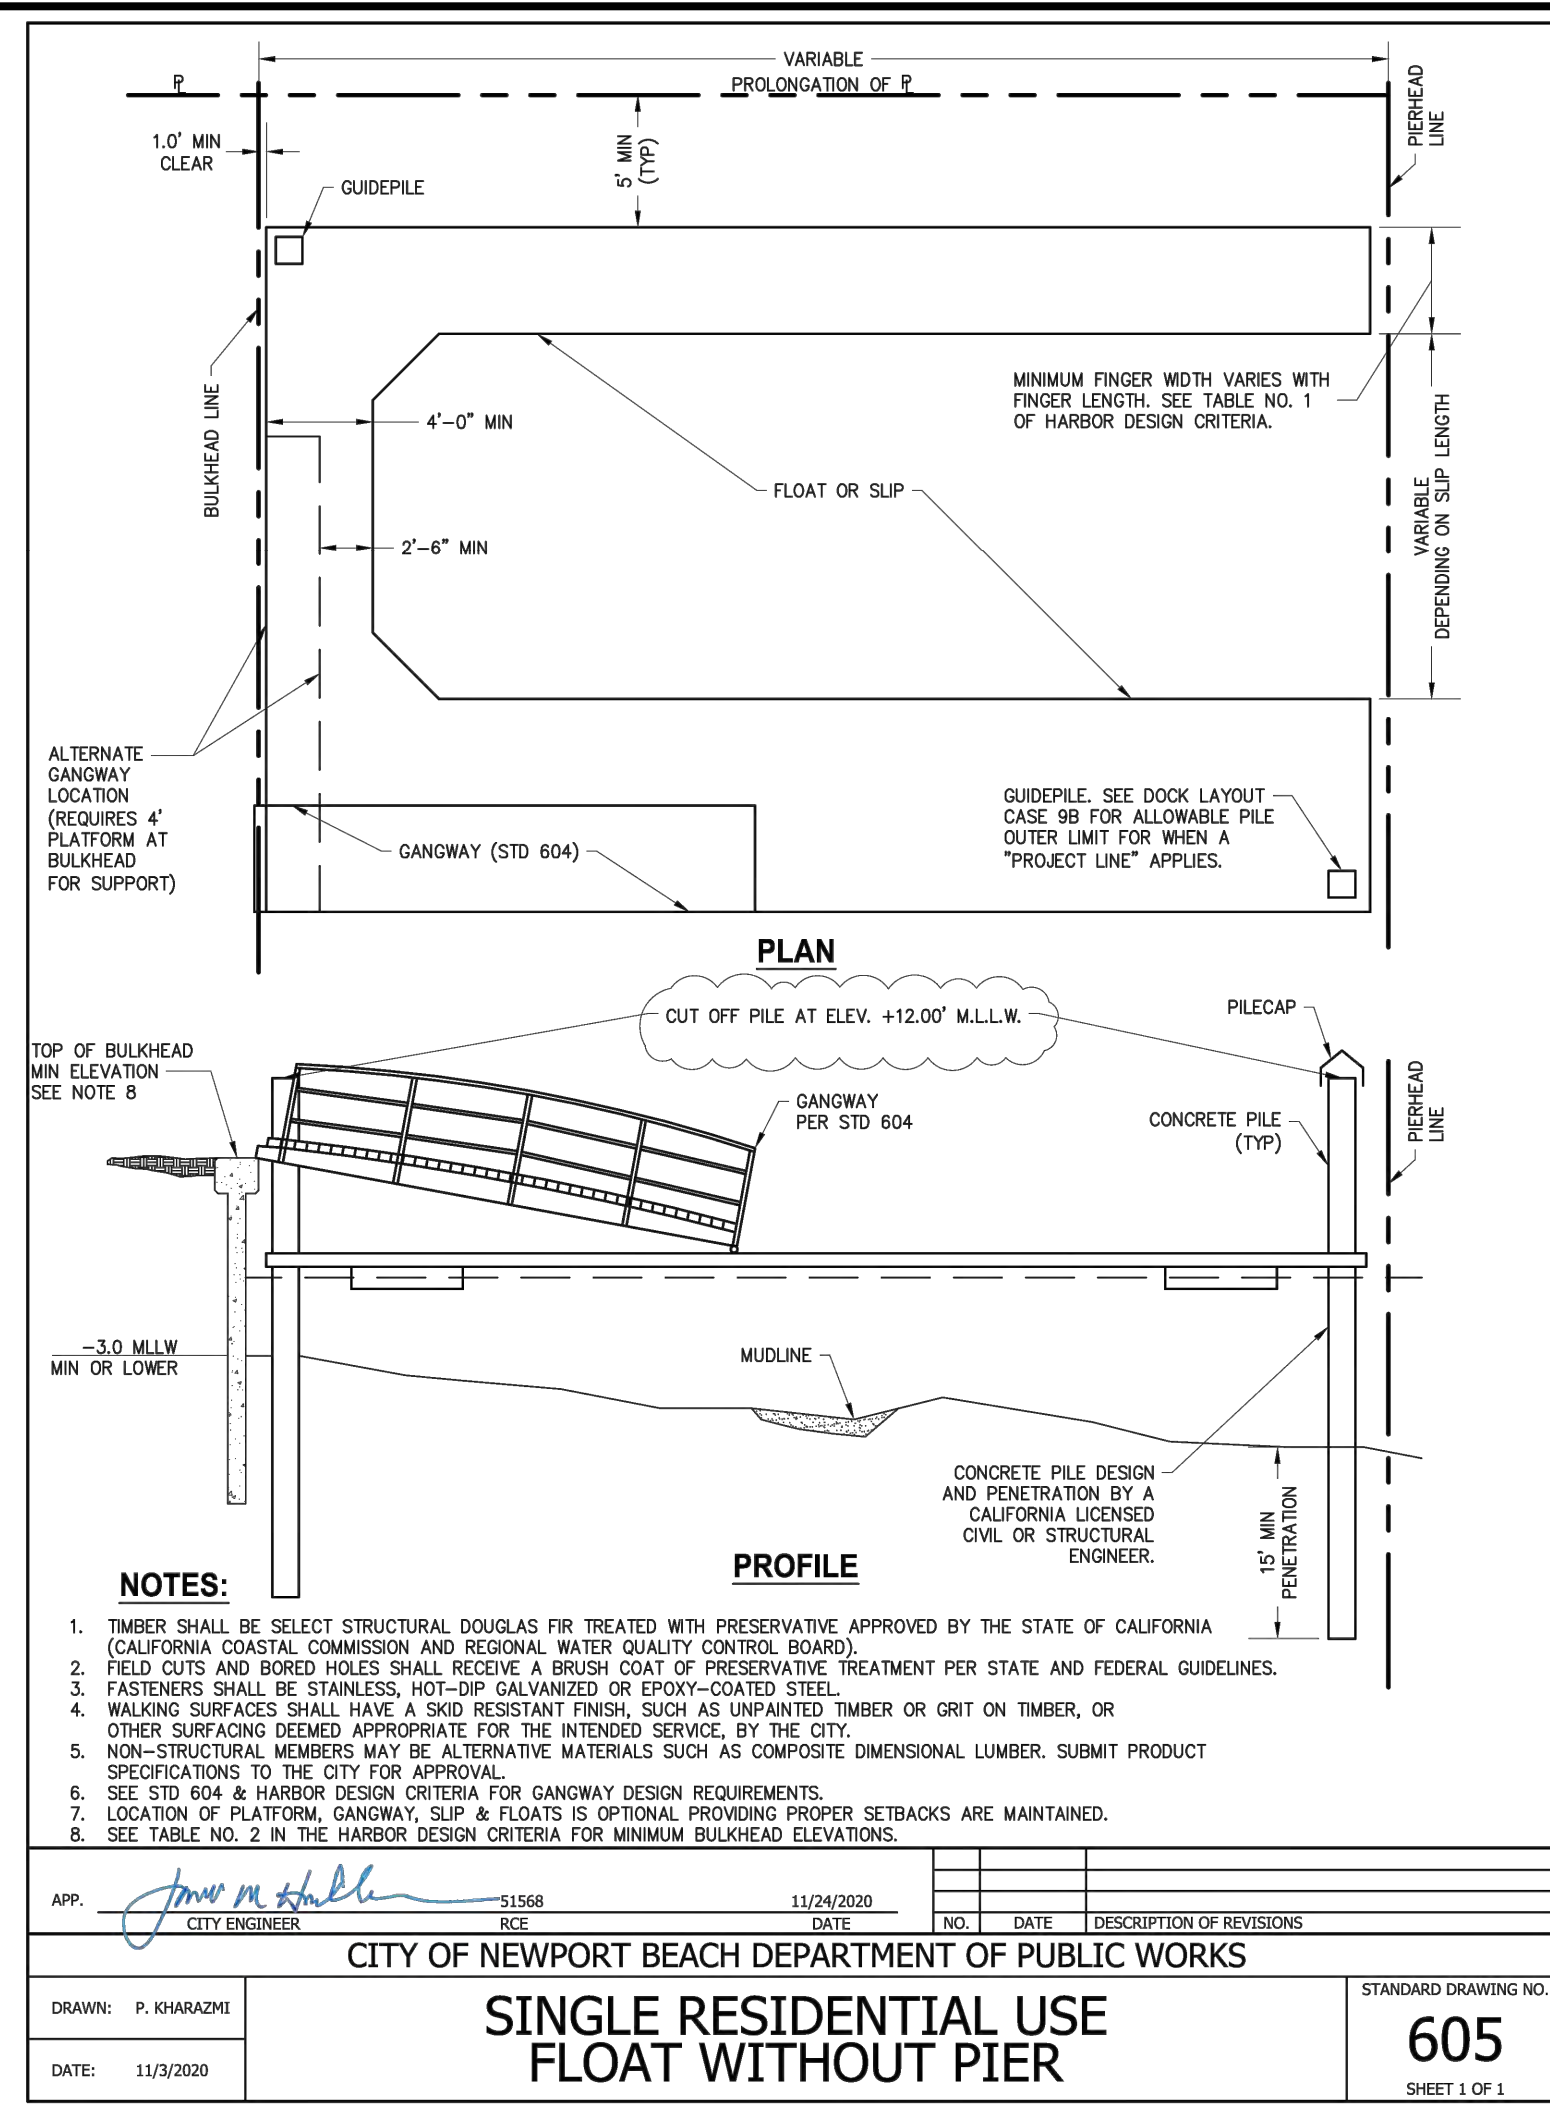 VARIABLE
PROLONGATION OF PL
PL
1.0' MIN
CLEAR
5' MIN
(TYP)
PIERHEAD
LINE
GUIDEPILE
BULKHEAD LINE
4'-0" MIN
MINIMUM FINGER WIDTH VARIES WITH
FINGER LENGTH. SEE TABLE NO. 1
OF HARBOR DESIGN CRITERIA.
FLOAT OR SLIP
VARIABLE
DEPENDING ON SLIP LENGTH
2'-6" MIN
ALTERNATE
GANGWAY
LOCATION
(REQUIRES 4'
PLATFORM AT
BULKHEAD
FOR SUPPORT)
GANGWAY (STD 604)
GUIDEPILE. SEE DOCK LAYOUT
CASE 9B FOR ALLOWABLE PILE
OUTER LIMIT FOR WHEN A
"PROJECT LINE" APPLIES.
PLAN
CUT OFF PILE AT ELEV. +12.00' M.L.L.W.
PILECAP
TOP OF BULKHEAD
MIN ELEVATION
SEE NOTE 8
GANGWAY
PER STD 604
CONCRETE PILE
(TYP)
PIERHEAD
LINE
-3.0 MLLW
MIN OR LOWER
MUDLINE
CONCRETE PILE DESIGN
AND PENETRATION BY A
CALIFORNIA LICENSED
CIVIL OR STRUCTURAL
ENGINEER.
15' MIN
PENETRATION
PROFILE
NOTES:
1. TIMBER SHALL BE SELECT STRUCTURAL DOUGLAS FIR TREATED WITH PRESERVATIVE APPROVED BY THE STATE OF CALIFORNIA
(CALIFORNIA COASTAL COMMISSION AND REGIONAL WATER QUALITY CONTROL BOARD).
2. FIELD CUTS AND BORED HOLES SHALL RECEIVE A BRUSH COAT OF PRESERVATIVE TREATMENT PER STATE AND FEDERAL GUIDELINES.
3. FASTENERS SHALL BE STAINLESS, HOT-DIP GALVANIZED OR EPOXY-COATED STEEL.
4. WALKING SURFACES SHALL HAVE A SKID RESISTANT FINISH, SUCH AS UNPAINTED TIMBER OR GRIT ON TIMBER, OR
OTHER SURFACING DEEMED APPROPRIATE FOR THE INTENDED SERVICE, BY THE CITY.
5. NON-STRUCTURAL MEMBERS MAY BE ALTERNATIVE MATERIALS SUCH AS COMPOSITE DIMENSIONAL LUMBER. SUBMIT PRODUCT
SPECIFICATIONS TO THE CITY FOR APPROVAL.
6. SEE STD 604 & HARBOR DESIGN CRITERIA FOR GANGWAY DESIGN REQUIREMENTS.
7. LOCATION OF PLATFORM, GANGWAY, SLIP & FLOATS IS OPTIONAL PROVIDING PROPER SETBACKS ARE MAINTAINED.
8. SEE TABLE NO. 2 IN THE HARBOR DESIGN CRITERIA FOR MINIMUM BULKHEAD ELEVATIONS.
APP. 51568 11/24/2020
CITY ENGINEER RCE DATE
NO. DATE DESCRIPTION OF REVISIONS
CITY OF NEWPORT BEACH DEPARTMENT OF PUBLIC WORKS
DRAWN: P. KHARAZMI
DATE: 11/3/2020
SINGLE RESIDENTIAL USE
FLOAT WITHOUT PIER
STANDARD DRAWING NO.
605
SHEET 1 OF 1